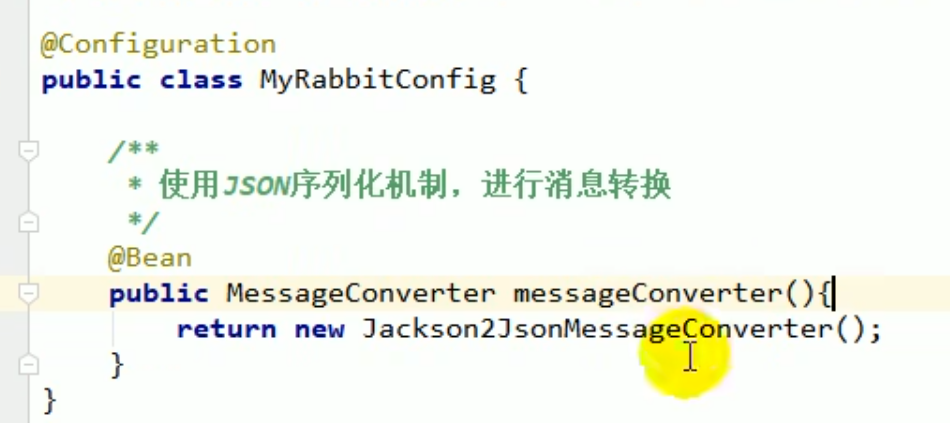 @Configuration
public class MyRabbitConfig {
/**
* 使用JSON序列化机制，进行消息转换
*/
@Bean
public MessageConverter messageConverter(){
return new Jackson2JsonMessageConverter();
}
}